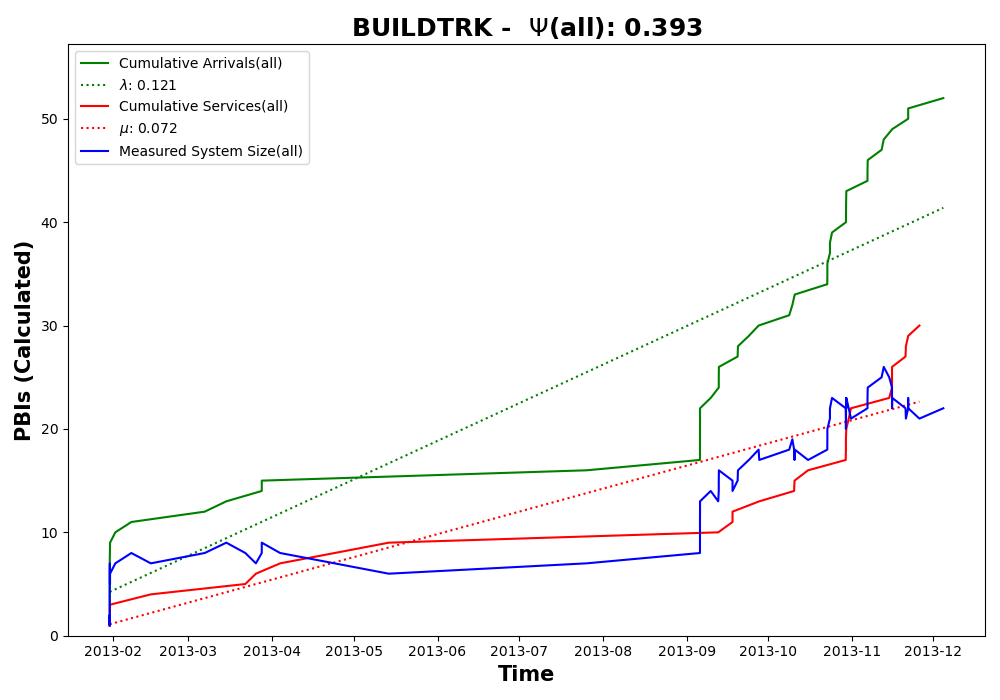 BUILDTRK - Ψ(all): 0.393
Cumulative Arrivals(all)
λ: 0.121
Cumulative Services(all)
μ: 0.072
Measured System Size(all)
PBIs (Calculated)
50
40
30
20
10
0
2013-02 2013-03 2013-04 2013-05 2013-06 2013-07 2013-08 2013-09 2013-10 2013-11 2013-12
Time